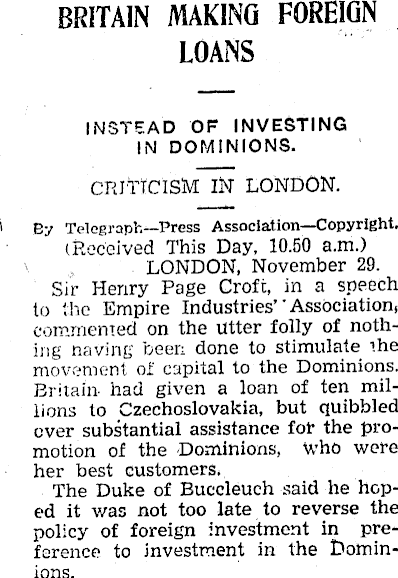 BRITAIN MAKING FOREIGN
LOANS
INSTEAD OF INVESTING
IN DOMINIONS.
CRITICISM IN LONDON.
By Telegraph--Press Association--Copyright.
(Received This Day, 10.50 a.m.)
LONDON, November 29.
Sir Henry Page Croft, in a speech
to the Empire Industries' Association,
commented on the utter folly of noth-
ing having been done to stimulate the
movement of capital to the Dominions.
Britain had given a loan of ten mil-
lions to Czechoslovakia, but quibbled
over substantial assistance for the pro-
motion of the Dominions, who were
her best customers.
The Duke of Buccleuch said he hop-
ed it was not too late to reverse the
policy of foreign investment in pre-
ference to investment in the Domin-
ions.